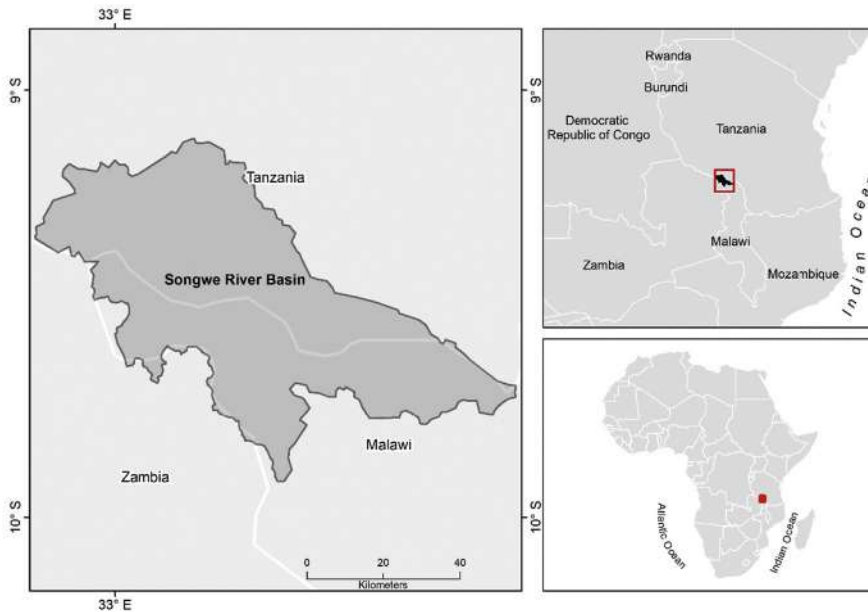 33° E
9° S
Tanzania
Songwe River Basin
Malawi
Zambia
10° S
0 20 40
Kilometers
33° E
9° S
Rwanda
Burundi
Democratic
Republic of Congo
Tanzania
Malawi
Zambia
Mozambique
Indian Ocean
10° S
Atlantic Ocean
Indian Ocean